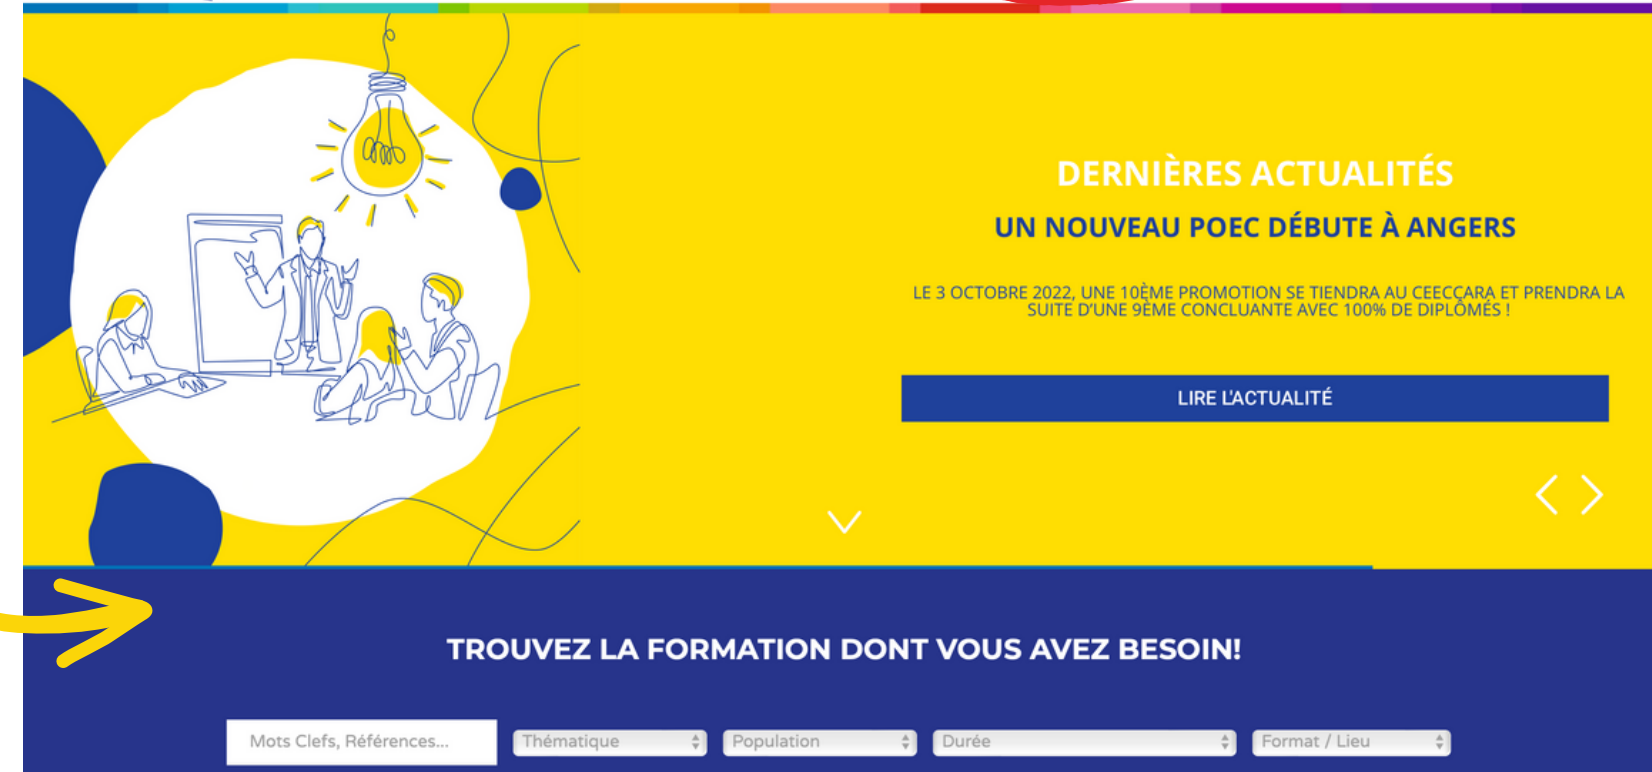 DERNIÈRES ACTUALITÉS
UN NOUVEAU POEC DÉBUTE À ANGERS
LE 3 OCTOBRE 2022, UNE 10ÈME PROMOTION SE TIENDRA AU CEECCARA ET PRENDRA LA
SUITE D'UNE 9ÈME CONCLUANTE AVEC 100% DE DIPLÔMÉS !
LIRE L'ACTUALITÉ
TROUVEZ LA FORMATION DONT VOUS AVEZ BESOIN!
Mots Clefs, Références... Thématique Population Durée Format / Lieu